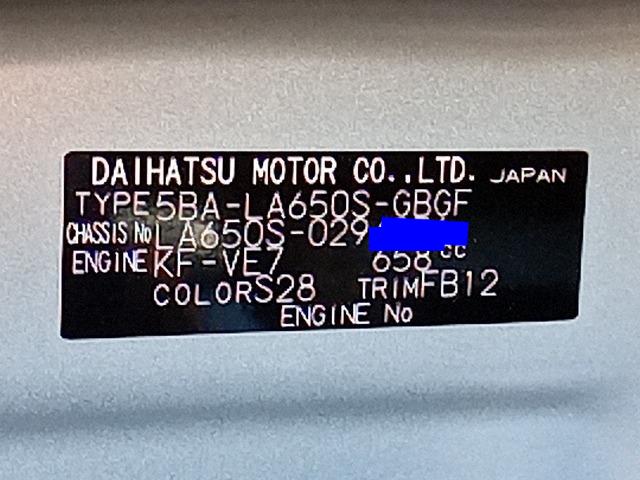 DAIHATSU MOTOR CO.,LTD. JAPAN
TYPE 5BA-LA650S-GBGF
CHASSIS No LA650S-029
ENGINE KF-VE7 658 cc
COLOR S28 TRIM FB12
ENGINE No